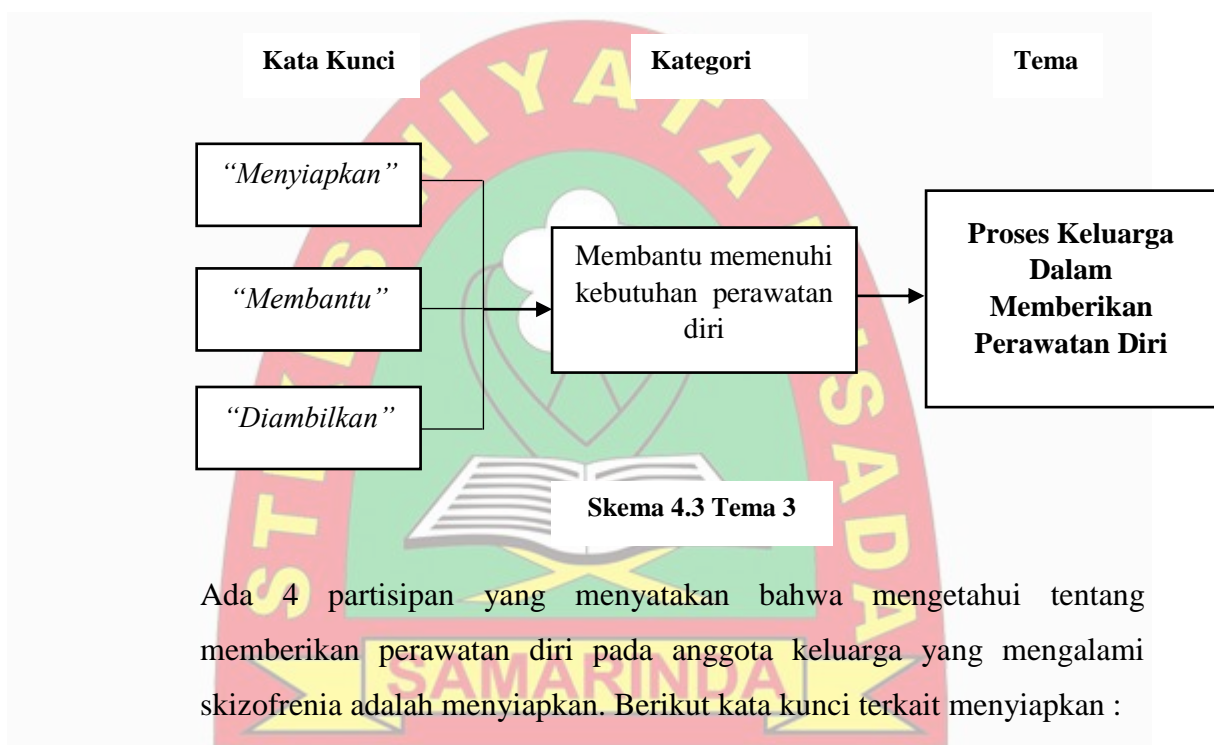 Kata Kunci
Kategori
Tema
“Menyiapkan”
“Membantu”
“Diambilkan”
Membantu memenuhi
kebutuhan perawatan
diri
Proses Keluarga
Dalam
Memberikan
Perawatan Diri
Skema 4.3 Tema 3
Ada 4 partisipan yang menyatakan bahwa mengetahui tentang
memberikan perawatan diri pada anggota keluarga yang mengalami
skizofrenia adalah menyiapkan. Berikut kata kunci terkait menyiapkan :
SAMARINDA